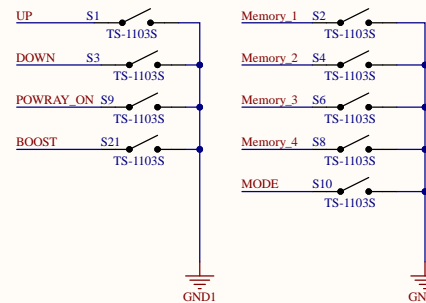 UP S1
TS-1103S
DOWN S3
TS-1103S
POWRAY_ON S9
TS-1103S
BOOST S21
TS-1103S
GND1
Memory_1 S2
TS-1103S
Memory_2 S4
TS-1103S
Memory_3 S6
TS-1103S
Memory_4 S8
TS-1103S
MODE S10
TS-1103S
GN